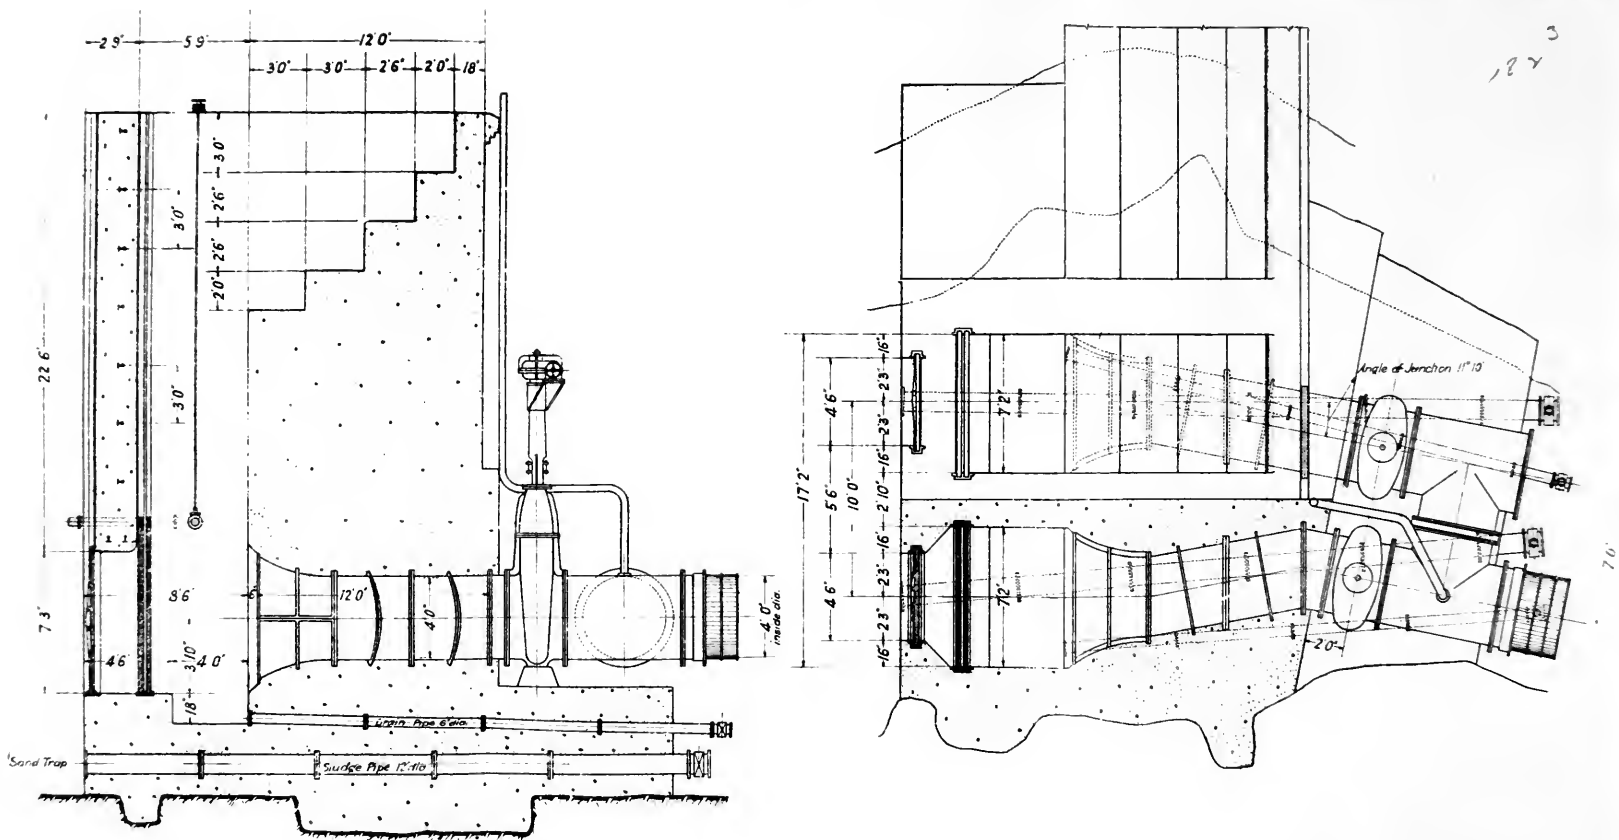 2'9" 5'9" 12'0"
3'0" 3'0" 2'6" 2'0" 18"
3'0"
2'6"
3'0"
2'6"
2'0"
22'6"
3'0"
8'6" 6" 12'0" 4'0"
4'0" inside dia.
7'3"
4'6" 3'10" 4'0"
18"
Drain Pipe 6" dia.
Sand Trap
Sludge Pipe 12" dia
3
Angle of Junction 11° 10'
16"
23"
4'6" 7'2"
23"
16"
17'2" 5'6" 10'0" 2'10"
16"
23"
4'6" 7'2"
23"
16"
2'0"